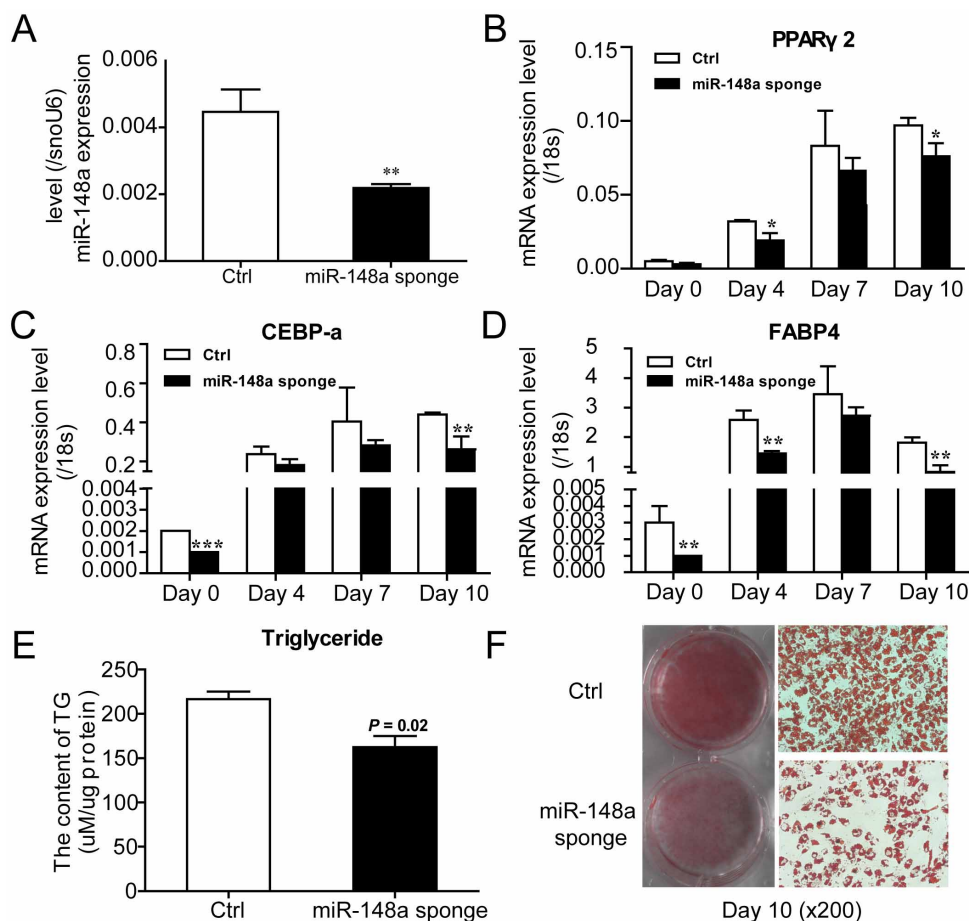 A
level (/snoU6)
miR-148a expression
0.006
0.004
0.002
0.000
**
Ctrl
miR-148a sponge
B
PPARγ 2
Ctrl
miR-148a sponge
mRNA expression level
(/18s)
0.15
0.10
0.05
0.00
*
*
Day 0
Day 4
Day 7
Day 10
C
CEBP-a
Ctrl
miR-148a sponge
mRNA expression level
(/18s)
0.8
0.6
0.4
0.2
0.004
0.003
0.002
0.001
0.000
***
**
Day 0
Day 4
Day 7
Day 10
D
FABP4
Ctrl
miR-148a sponge
mRNA expression level
(/18s)
5
4
3
2
1
0.005
0.004
0.003
0.002
0.001
0.000
**
**
**
Day 0
Day 4
Day 7
Day 10
E
Triglyceride
The content of TG
(uM/ug protein)
250
200
150
100
50
0
P = 0.02
Ctrl
miR-148a sponge
F
Ctrl
miR-148a
sponge
Day 10 (x200)